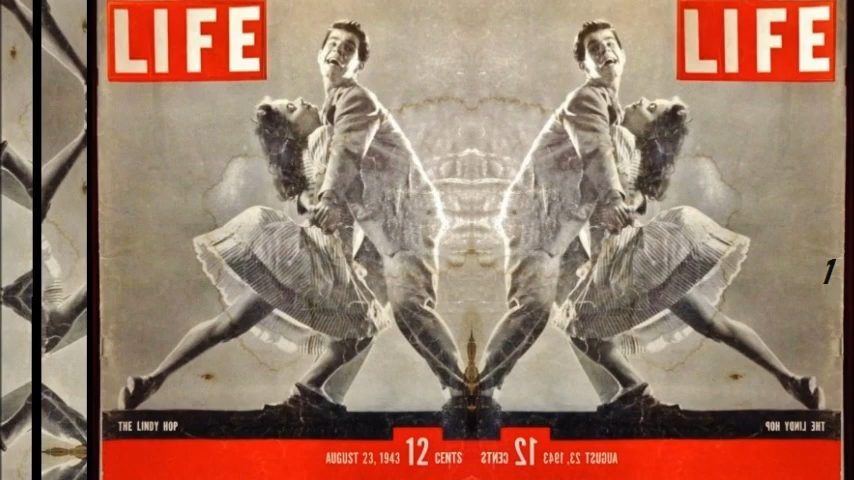 LIFE LIFE
1
THE LINDY HOP THE LINDY HOP
AUGUST 23, 1943 12 CENTS 12 CENTS AUGUST 23, 1943